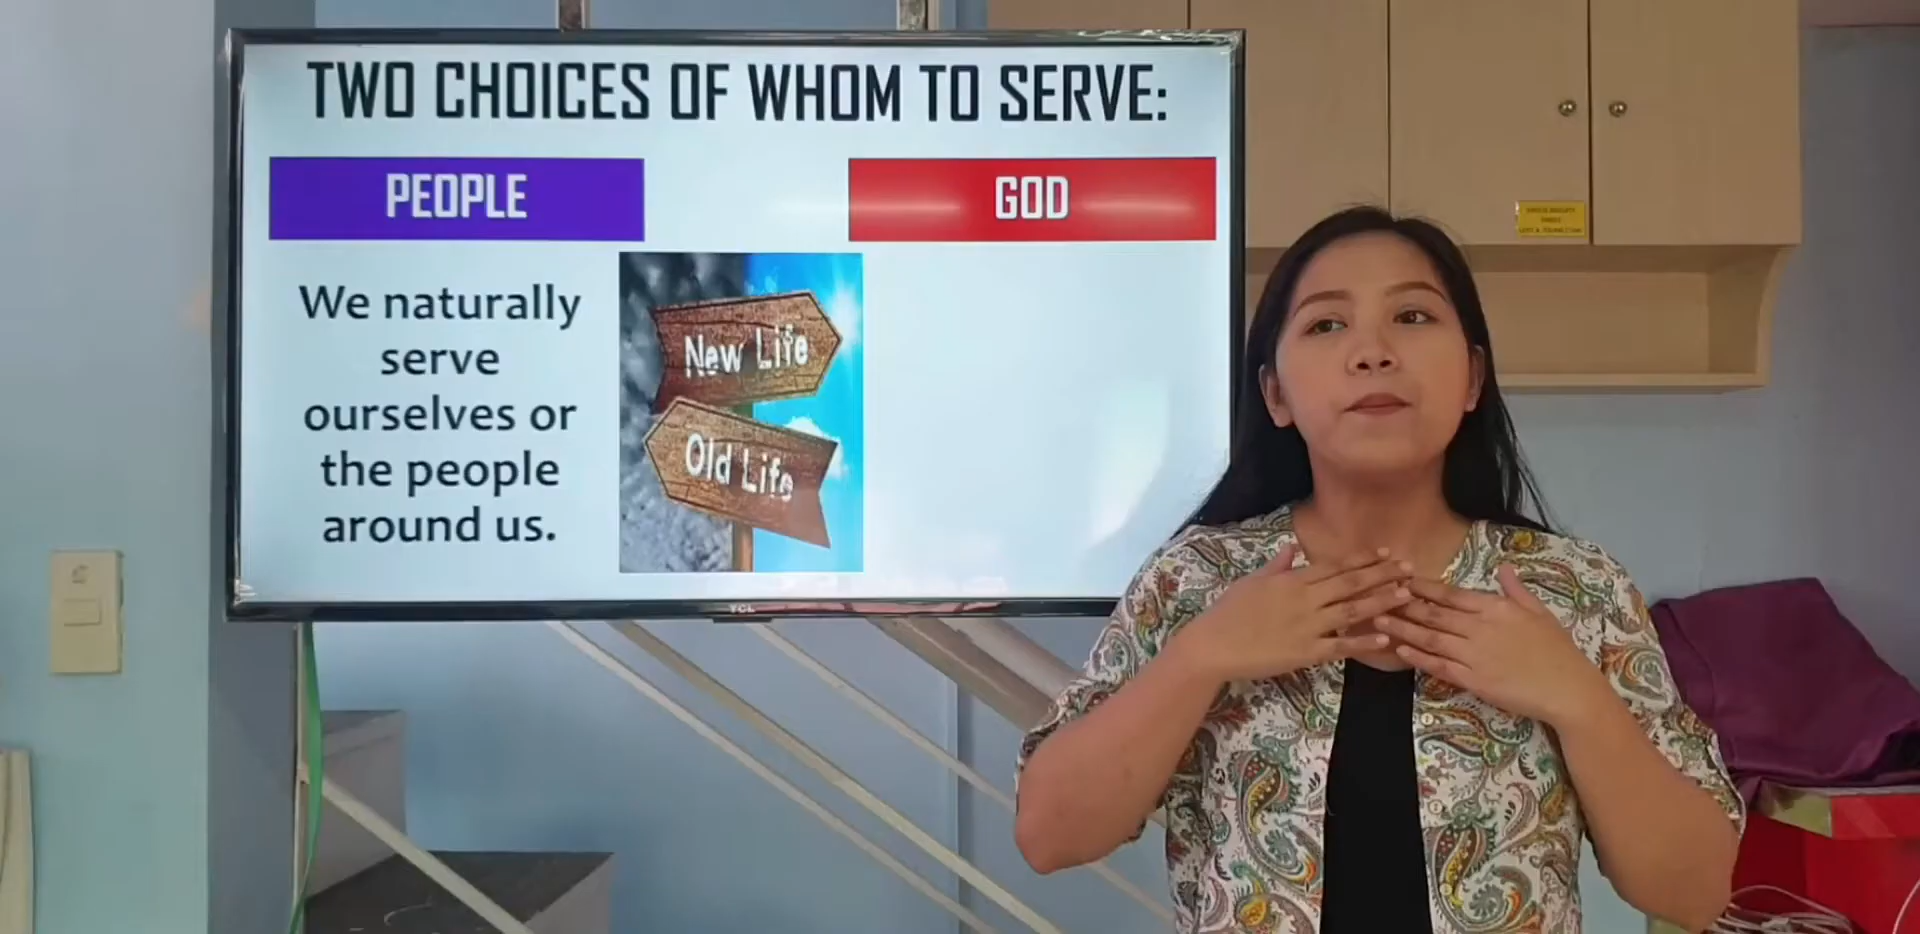 TWO CHOICES OF WHOM TO SERVE:
PEOPLE
GOD
We naturally
serve
ourselves or
the people
around us.
New Life
Old Life
TCL